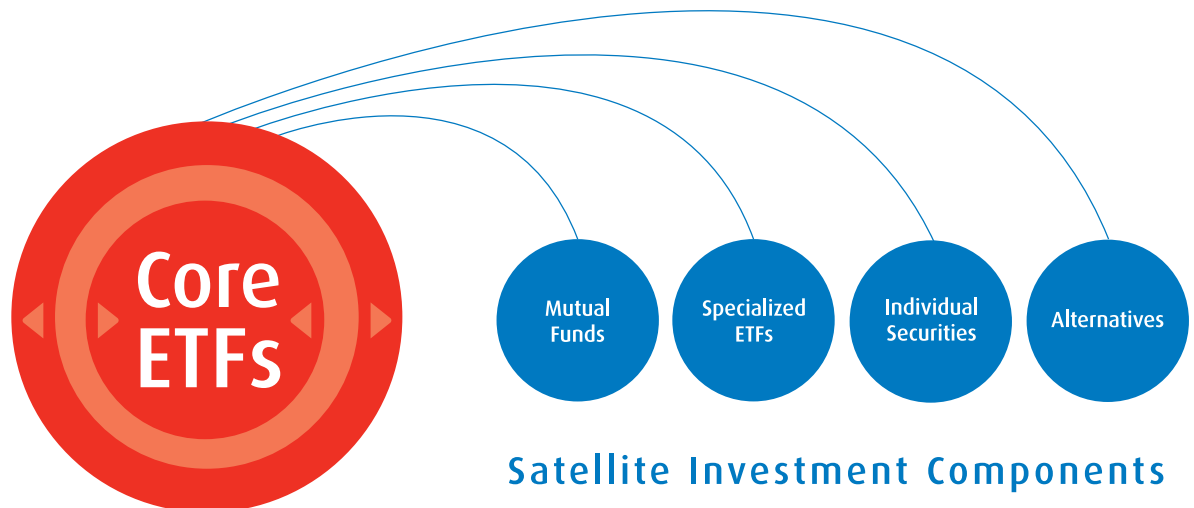 Core
ETFs
Mutual
Funds
Specialized
ETFs
Individual
Securities
Alternatives
Satellite Investment Components